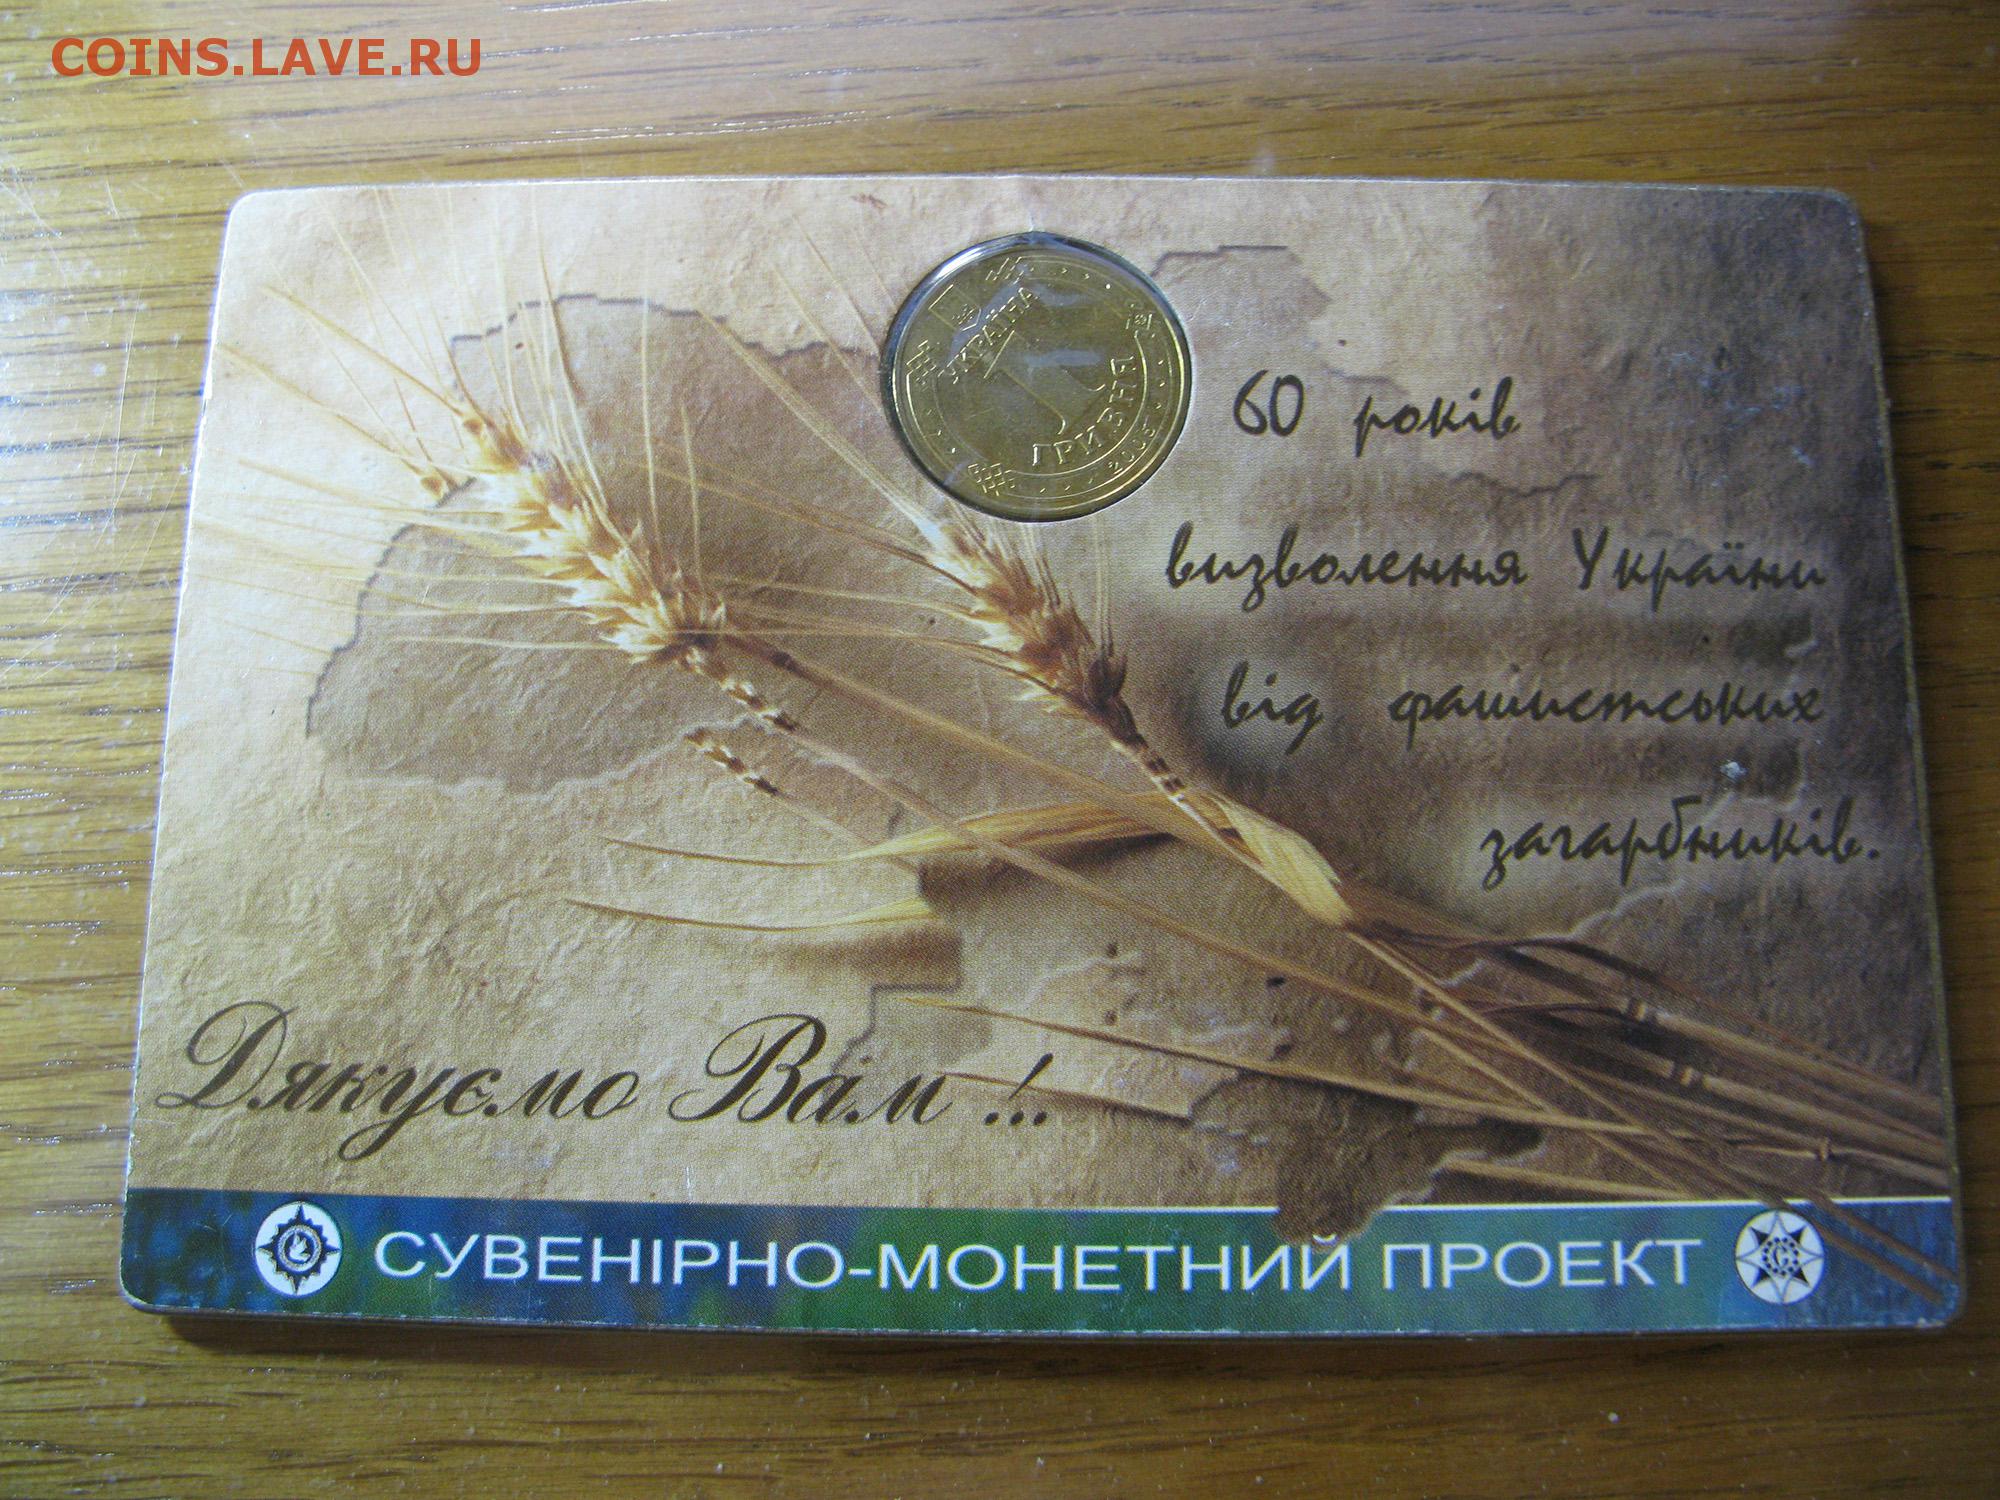 COINS.LAVE.RU
УКРАЇНА
1
ГРИВНЯ
60 років
визволення України
від фашистських
загарбників.
Дякуємо Вам !..
СУВЕНІРНО-МОНЕТНИЙ ПРОЕКТ